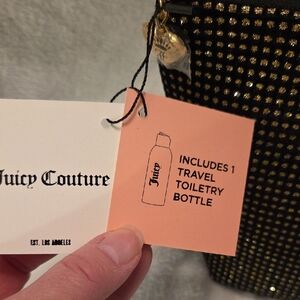 Juicy Couture
EST. LOS ANGELES
Juicy
INCLUDES 1
TRAVEL
TOILETRY
BOTTLE